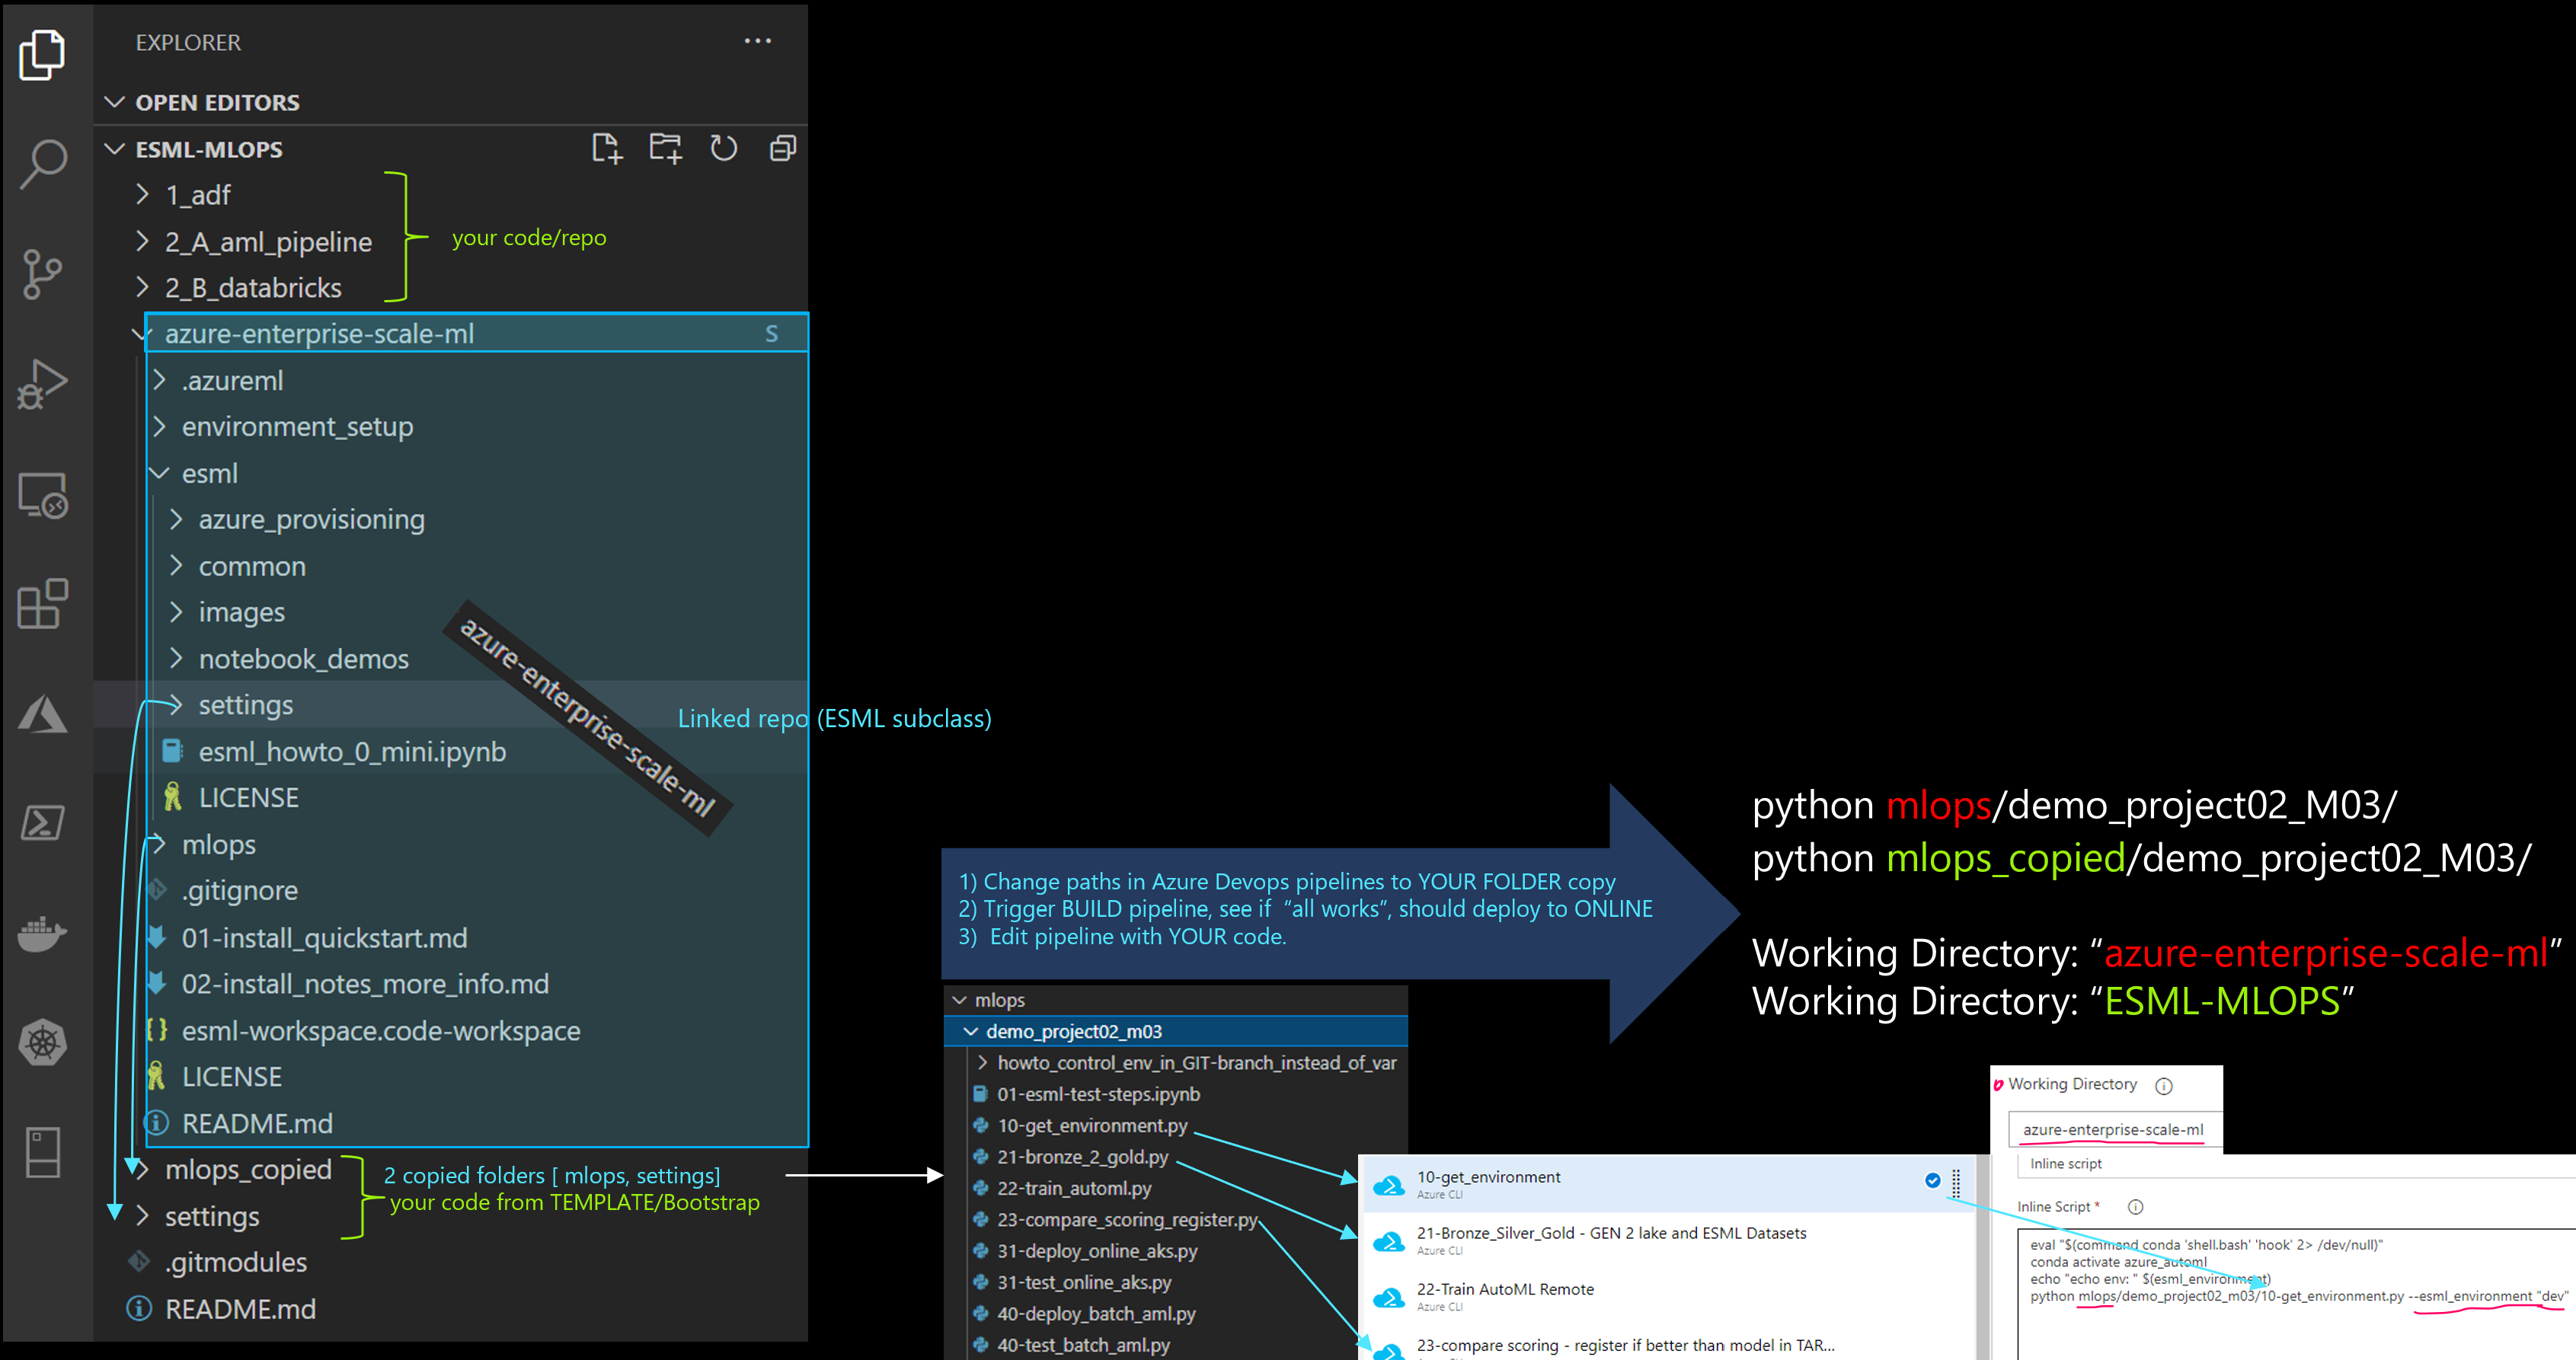 EXPLORER
OPEN EDITORS
ESML-MLOPS
1_adf
2_A_aml_pipeline
2_B_databricks
your code/repo
azure-enterprise-scale-ml S
.azureml
environment_setup
esml
azure_provisioning
common
images
notebook_demos
settings
esml_howto_0_mini.ipynb
LICENSE
mlops
.gitignore
01-install_quickstart.md
02-install_notes_more_info.md
esml-workspace.code-workspace
LICENSE
README.md
mlops_copied
settings
.gitmodules
README.md
azure-enterprise-scale-ml
Linked repo (ESML subclass)
2 copied folders [ mlops, settings]
your code from TEMPLATE/Bootstrap
1) Change paths in Azure Devops pipelines to YOUR FOLDER copy
2) Trigger BUILD pipeline, see if “all works”, should deploy to ONLINE
3) Edit pipeline with YOUR code.
python mlops/demo_project02_M03/
python mlops_copied/demo_project02_M03/
Working Directory: “azure-enterprise-scale-ml”
Working Directory: “ESML-MLOPS”
mlops
demo_project02_m03
howto_control_env_in_GIT-branch_instead_of_var
01-esml-test-steps.ipynb
10-get_environment.py
21-bronze_2_gold.py
22-train_automl.py
23-compare_scoring_register.py
31-deploy_online_aks.py
31-test_online_aks.py
40-deploy_batch_aml.py
40-test_batch_aml.py
10-get_environment
Azure CLI
21-Bronze_Silver_Gold - GEN 2 lake and ESML Datasets
Azure CLI
22-Train AutoML Remote
Azure CLI
23-compare scoring - register if better than model in TAR...
Working Directory
azure-enterprise-scale-ml
Inline script
Inline Script *
eval "$(command conda 'shell.bash' 'hook' 2> /dev/null)"
conda activate azure_automl
echo "echo env: " $(esml_environment)
python mlops/demo_project02_m03/10-get_environment.py --esml_environment "dev"